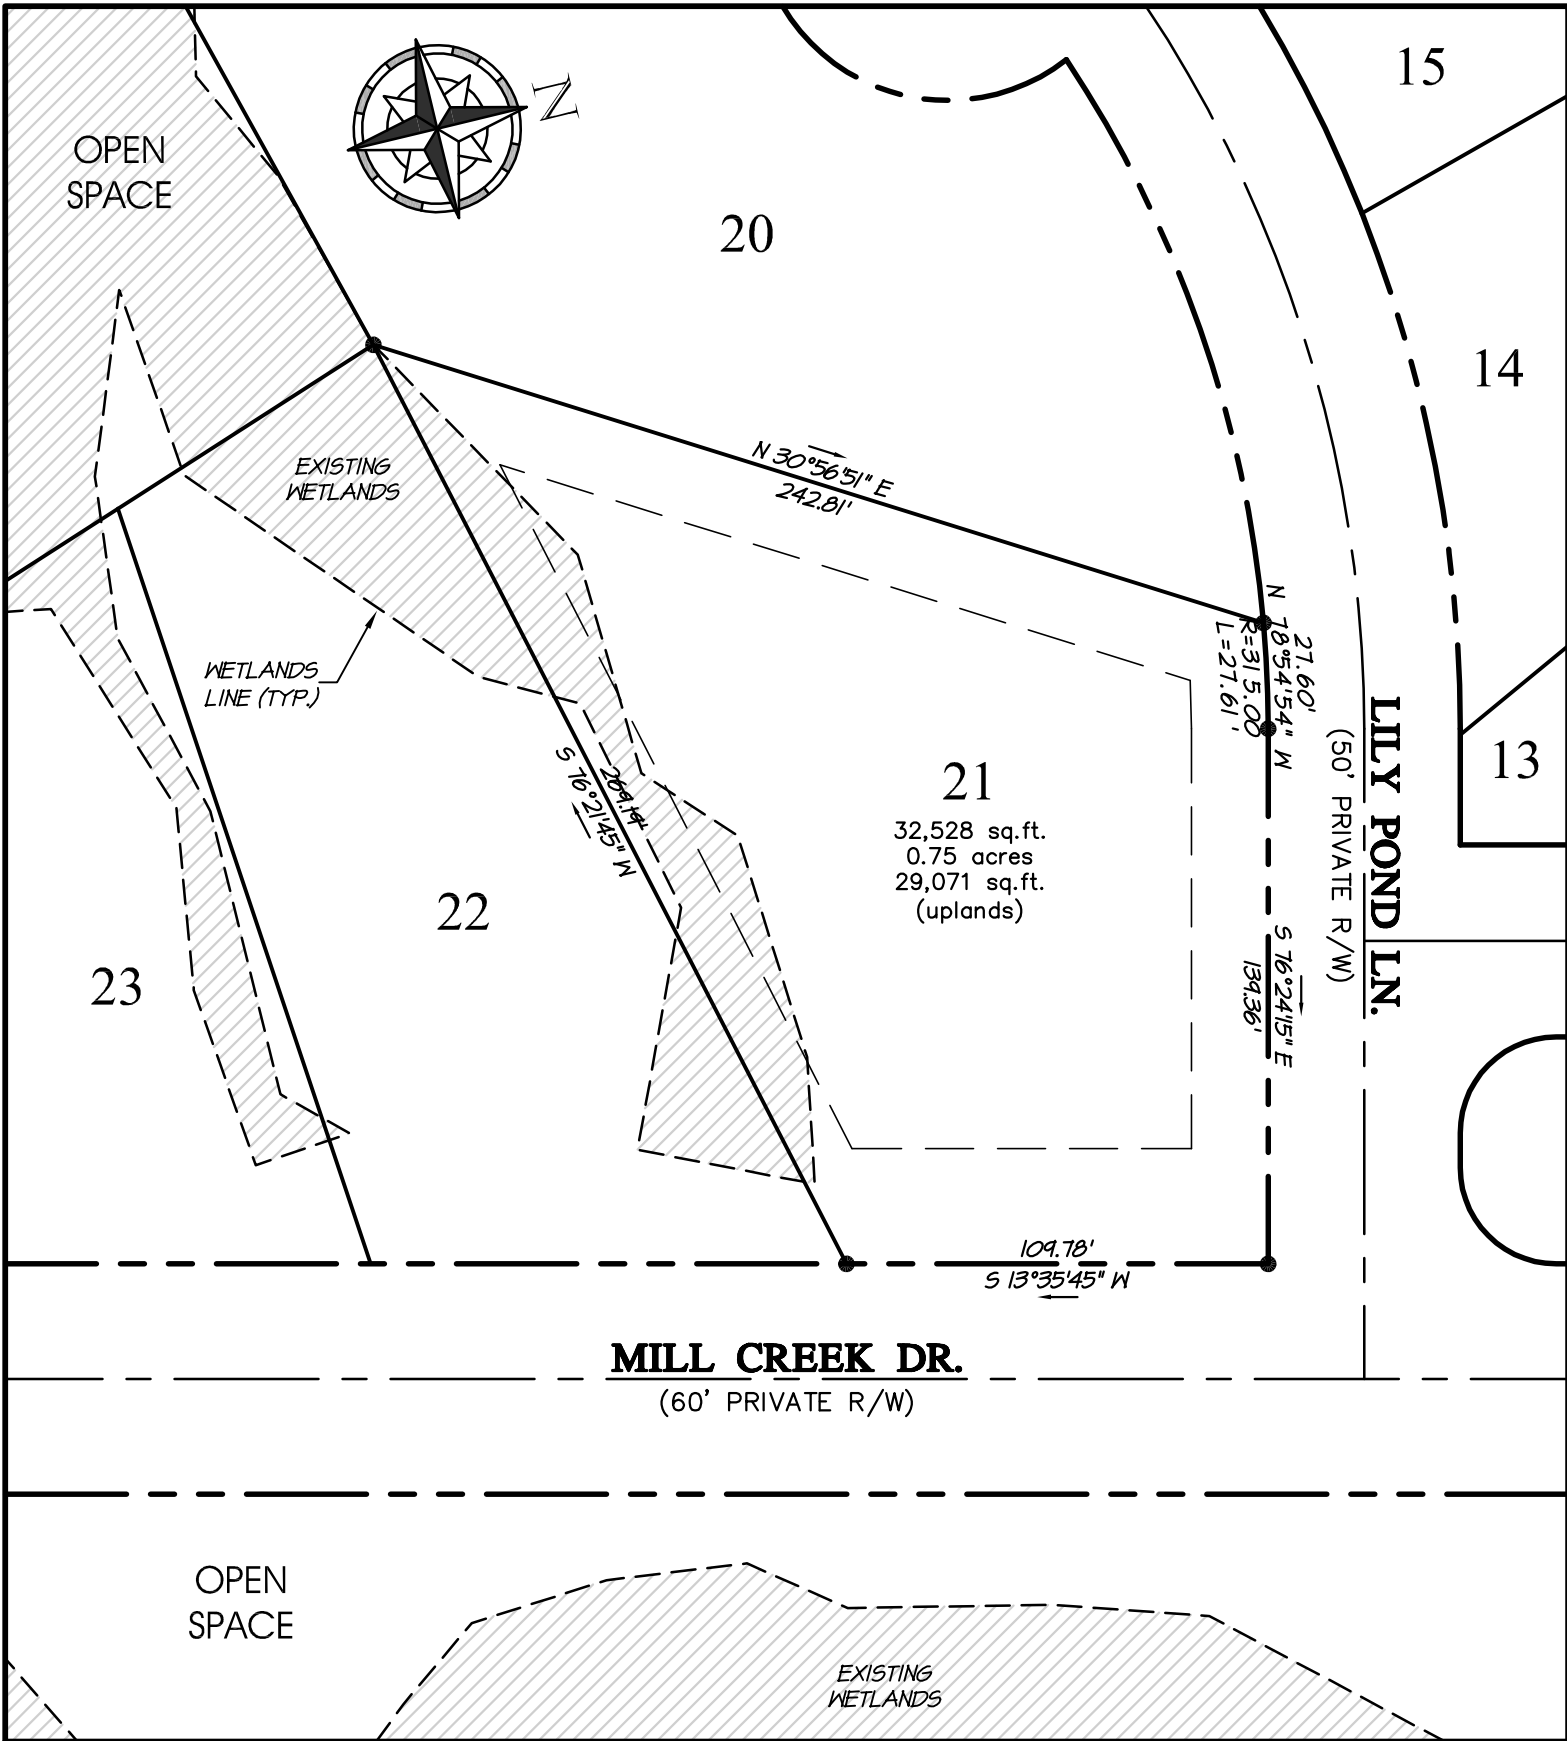 15
N
OPEN
SPACE
20
14
N 30°56'51" E
242.81'
EXISTING
WETLANDS
27.60'
N 78°54'54" W
R=315.00'
L=27.61'
WETLANDS
LINE (TYP.)
LILY POND LN.
(50' PRIVATE R/W)
13
269.19'
S 76°21'45" W
21
32,528 sq.ft.
0.75 acres
29,071 sq.ft.
(uplands)
22
23
S 76°24'15" E
139.36'
109.78'
S 13°35'45" W
MILL CREEK DR.
(60' PRIVATE R/W)
OPEN
SPACE
EXISTING
WETLANDS